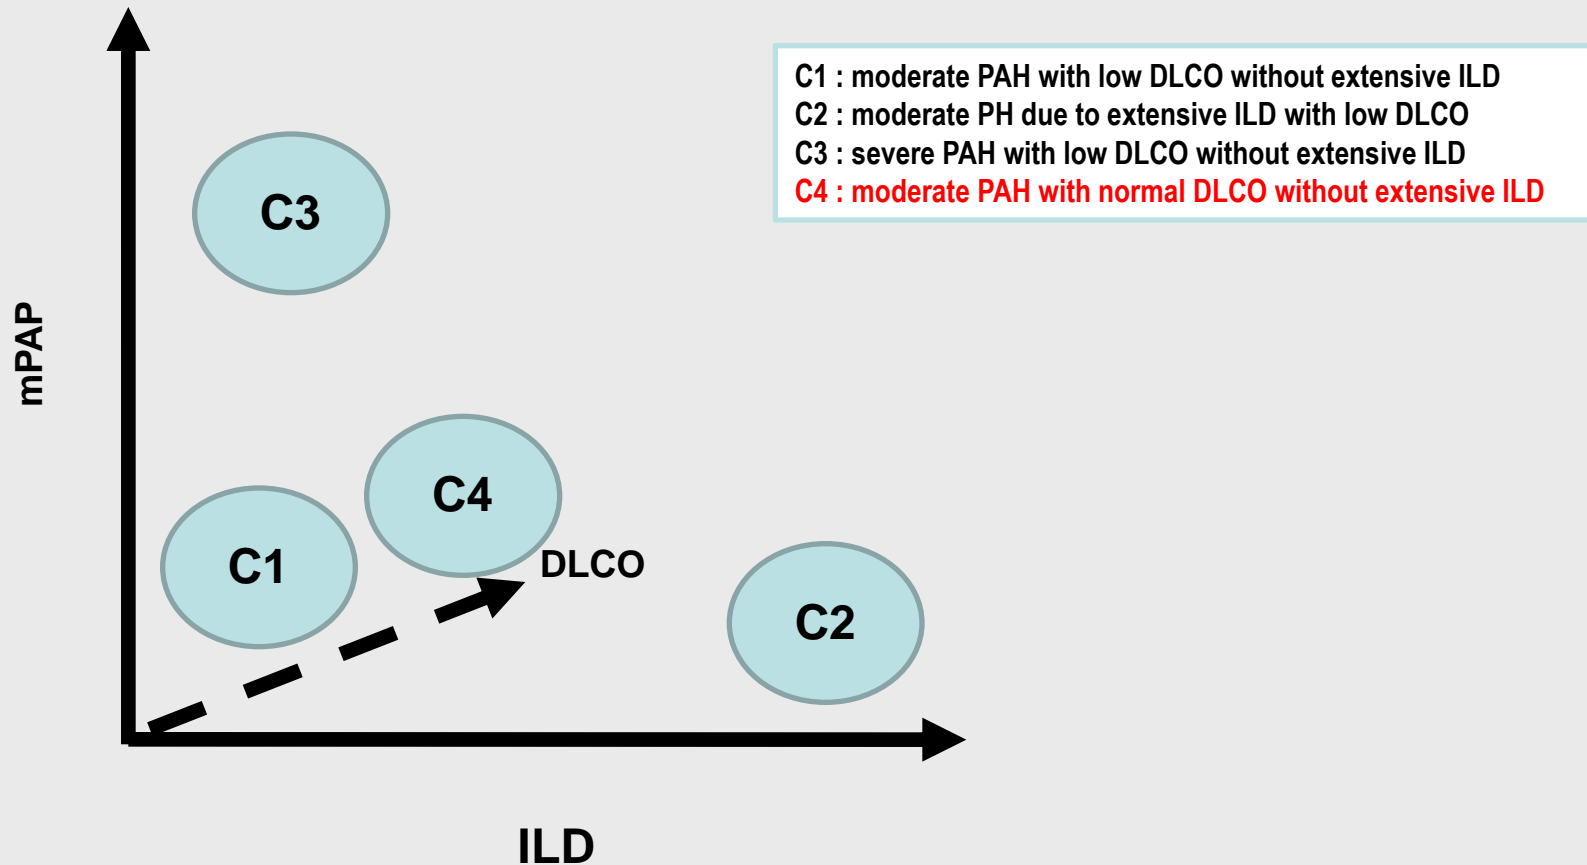 C1 : moderate PAH with low DLCO without extensive ILD
C2 : moderate PH due to extensive ILD with low DLCO
C3 : severe PAH with low DLCO without extensive ILD
C4 : moderate PAH with normal DLCO without extensive ILD
C3
mPAP
C4
C1
DLCO
C2
ILD